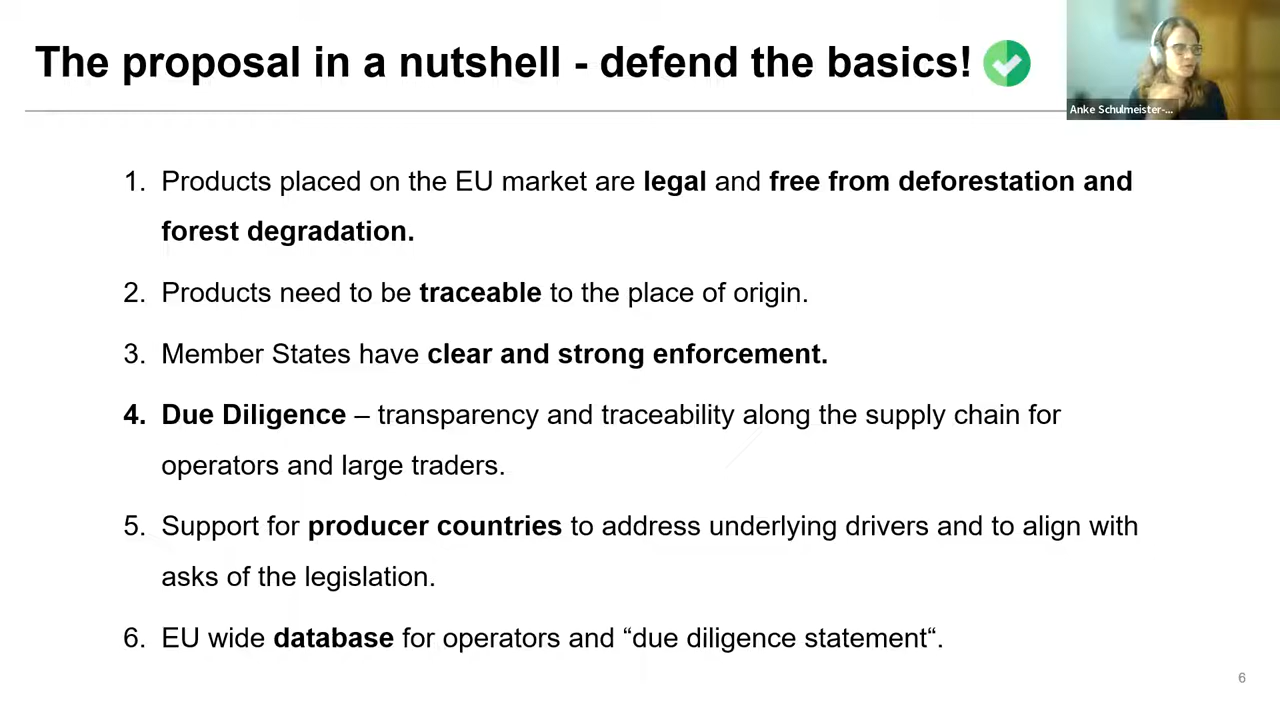 The proposal in a nutshell - defend the basics!
Anke Schulmeister-...
1. Products placed on the EU market are legal and free from deforestation and
forest degradation.
2. Products need to be traceable to the place of origin.
3. Member States have clear and strong enforcement.
4. Due Diligence – transparency and traceability along the supply chain for
operators and large traders.
5. Support for producer countries to address underlying drivers and to align with
asks of the legislation.
6. EU wide database for operators and “due diligence statement“.
6